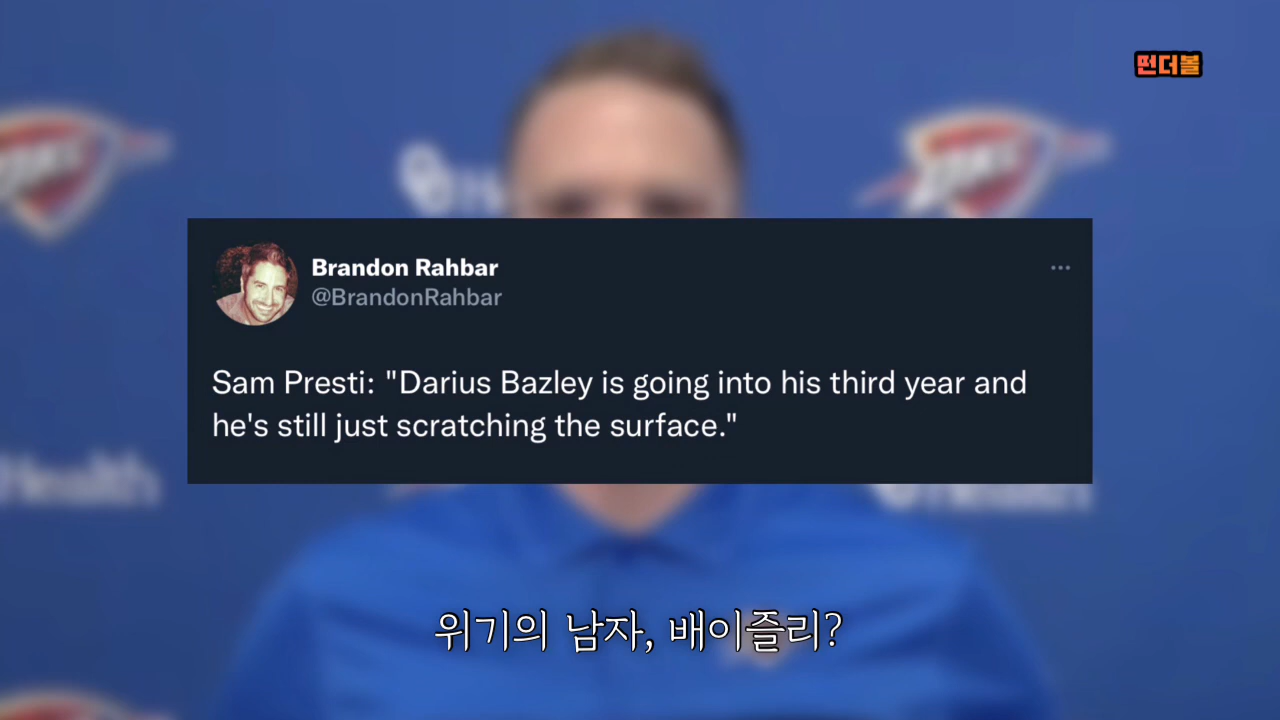 떤더볼
Brandon Rahbar
@BrandonRahbar
Sam Presti: "Darius Bazley is going into his third year and
he's still just scratching the surface."
위기의 남자, 배이즐리?